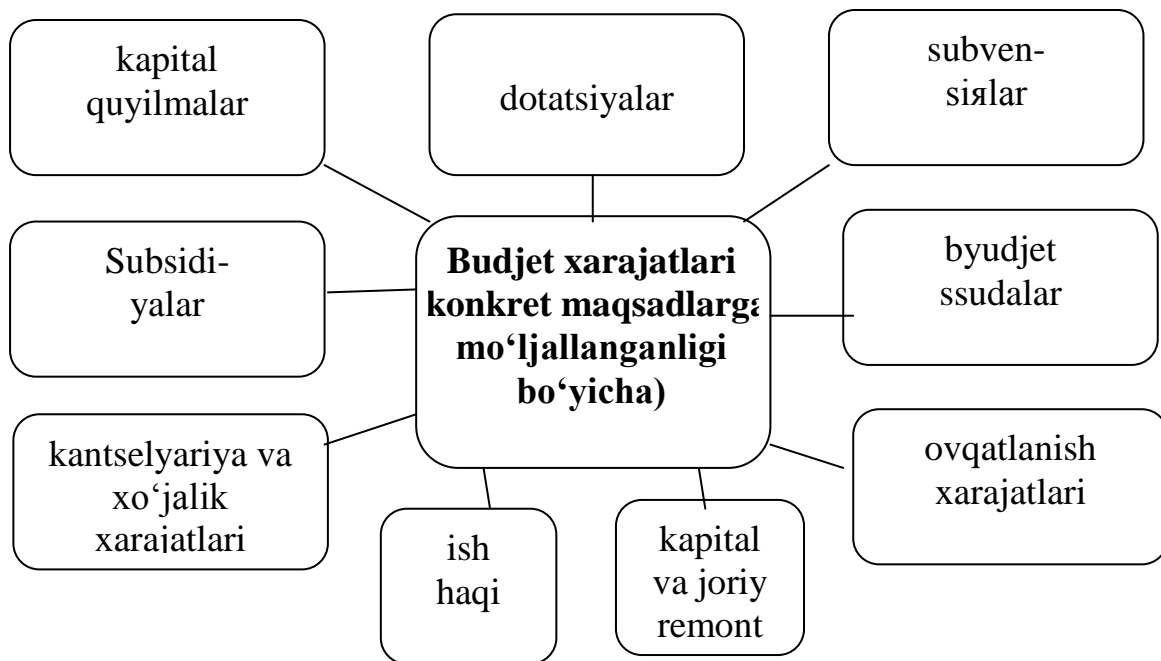 kapital
quyilmalar
dotatsiyalar
subven-
siяlar
Subsidi-
yalar
Budjet xarajatlari
konkret maqsadlarga
mo‘ljallanganligi
bo‘yicha)
byudjet
ssudalar
kantselyariya va
xo‘jalik
xarajatlari
ish
haqi
kapital
va joriy
remont
ovqatlanish
xarajatlari